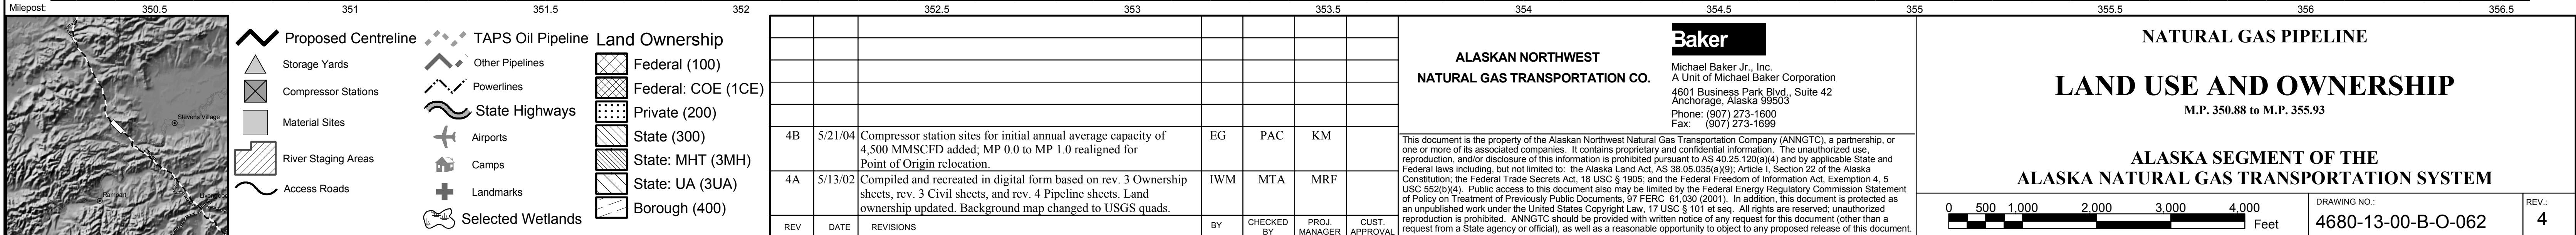 Milepost: 350.5 351 351.5 352 352.5 353 353.5 354 354.5 355 355.5 356 356.5
Stevens Village
Rampart
Proposed Centreline
Storage Yards
Compressor Stations
Material Sites
River Staging Areas
Access Roads
TAPS Oil Pipeline
Other Pipelines
Powerlines
State Highways
Airports
Camps
Landmarks
Selected Wetlands
Land Ownership
Federal (100)
Federal: COE (1CE)
Private (200)
State (300)
State: MHT (3MH)
State: UA (3UA)
Borough (400)
4B 5/21/04 Compressor station sites for initial annual average capacity of EG PAC KM
4,500 MMSCFD added; MP 0.0 to MP 1.0 realigned for
Point of Origin relocation.
4A 5/13/02 Compiled and recreated in digital form based on rev. 3 Ownership IWM MTA MRF
sheets, rev. 3 Civil sheets, and rev. 4 Pipeline sheets. Land
ownership updated. Background map changed to USGS quads.
REV DATE REVISIONS BY CHECKED BY PROJ. MANAGER CUST. APPROVAL
ALASKAN NORTHWEST
NATURAL GAS TRANSPORTATION CO.
Baker
Michael Baker Jr., Inc.
A Unit of Michael Baker Corporation
4601 Business Park Blvd., Suite 42
Anchorage, Alaska 99503
Phone: (907) 273-1600
Fax: (907) 273-1699
This document is the property of the Alaskan Northwest Natural Gas Transportation Company (ANNGTC), a partnership, or
one or more of its associated companies. It contains proprietary and confidential information. The unauthorized use,
reproduction, and/or disclosure of this information is prohibited pursuant to AS 40.25.120(a)(4) and by applicable State and
Federal laws including, but not limited to: the Alaska Land Act, AS 38.05.035(a)(9); Article I, Section 22 of the Alaska
Constitution; the Federal Trade Secrets Act, 18 USC § 1905; and the Federal Freedom of Information Act, Exemption 4, 5
USC 552(b)(4). Public access to this document also may be limited by the Federal Energy Regulatory Commission Statement
of Policy on Treatment of Previously Public Documents, 97 FERC 61,030 (2001). In addition, this document is protected as
an unpublished work under the United States Copyright Law, 17 USC § 101 et seq. All rights are reserved; unauthorized
reproduction is prohibited. ANNGTC should be provided with written notice of any request for this document (other than a
request from a State agency or official), as well as a reasonable opportunity to object to any proposed release of this document.
NATURAL GAS PIPELINE
LAND USE AND OWNERSHIP
M.P. 350.88 to M.P. 355.93
ALASKA SEGMENT OF THE
ALASKA NATURAL GAS TRANSPORTATION SYSTEM
0 500 1,000 2,000 3,000 4,000
Feet
DRAWING NO.:
4680-13-00-B-O-062
REV.:
4